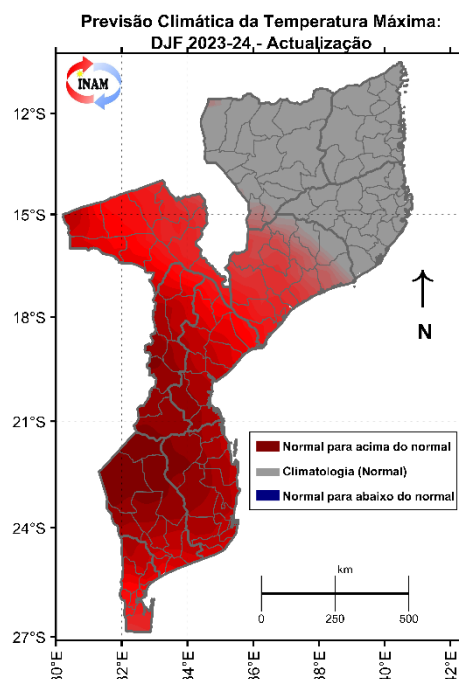 Previsão Climática da Temperatura Máxima:
DJF 2023-24 - Actualização
INAM
12°S
15°S
18°S
N
21°S
Normal para acima do normal
Climatologia (Normal)
Normal para abaixo do normal
24°S
km
0 250 500
27°S
30°E 32°E 34°E 36°E 38°E 40°E 42°E